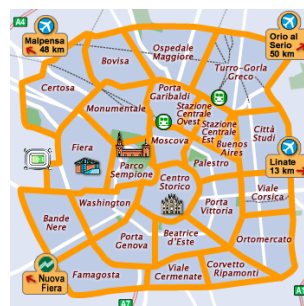 A4
Malpensa
48 km
Orio al
Serio
50 km
Ospedale
Maggiore
Bovisa
Turro-Gorla
Greco
Certosa
Porta
Garibaldi
Stazione
Centrale
Ovest
Monumentale
Stazione
Centrale
Est
Città
Studi
Moscova
Buenos
Aires
Fiera
Parco
Sempione
Palestro
Linate
13 km
Centro
Storico
Viale
Corsica
Washington
Porta
Vittoria
Bande
Nere
Porta
Genova
Beatrice
d'Este
Ortomercato
Nuova
Fiera
Famagosta
Viale
Cermenate
Corvetto
Ripamonti
A7